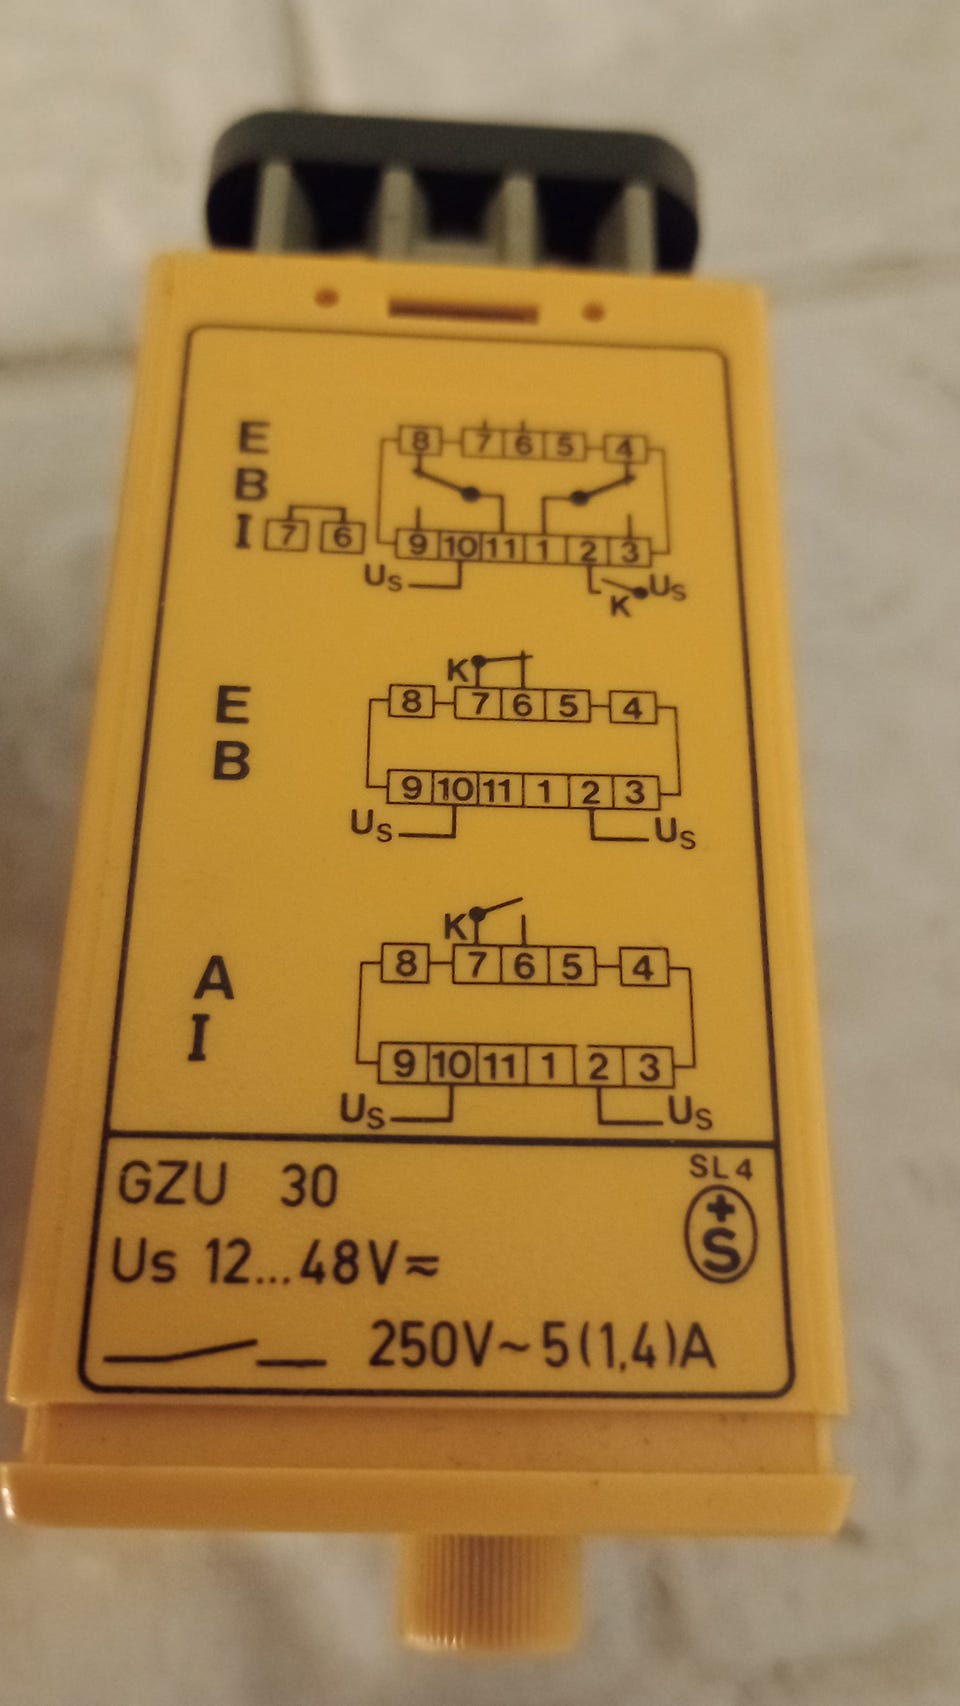 E
8 7 6 5 4
B
I 7 6 9 10 11 1 2 3
Us Us
K
K
E 8 7 6 5 4
B
9 10 11 1 2 3
Us Us
K
A 8 7 6 5 4
I
9 10 11 1 2 3
Us Us
SL4
GZU 30
+S
Us 12...48V≂
250V~5(1,4)A